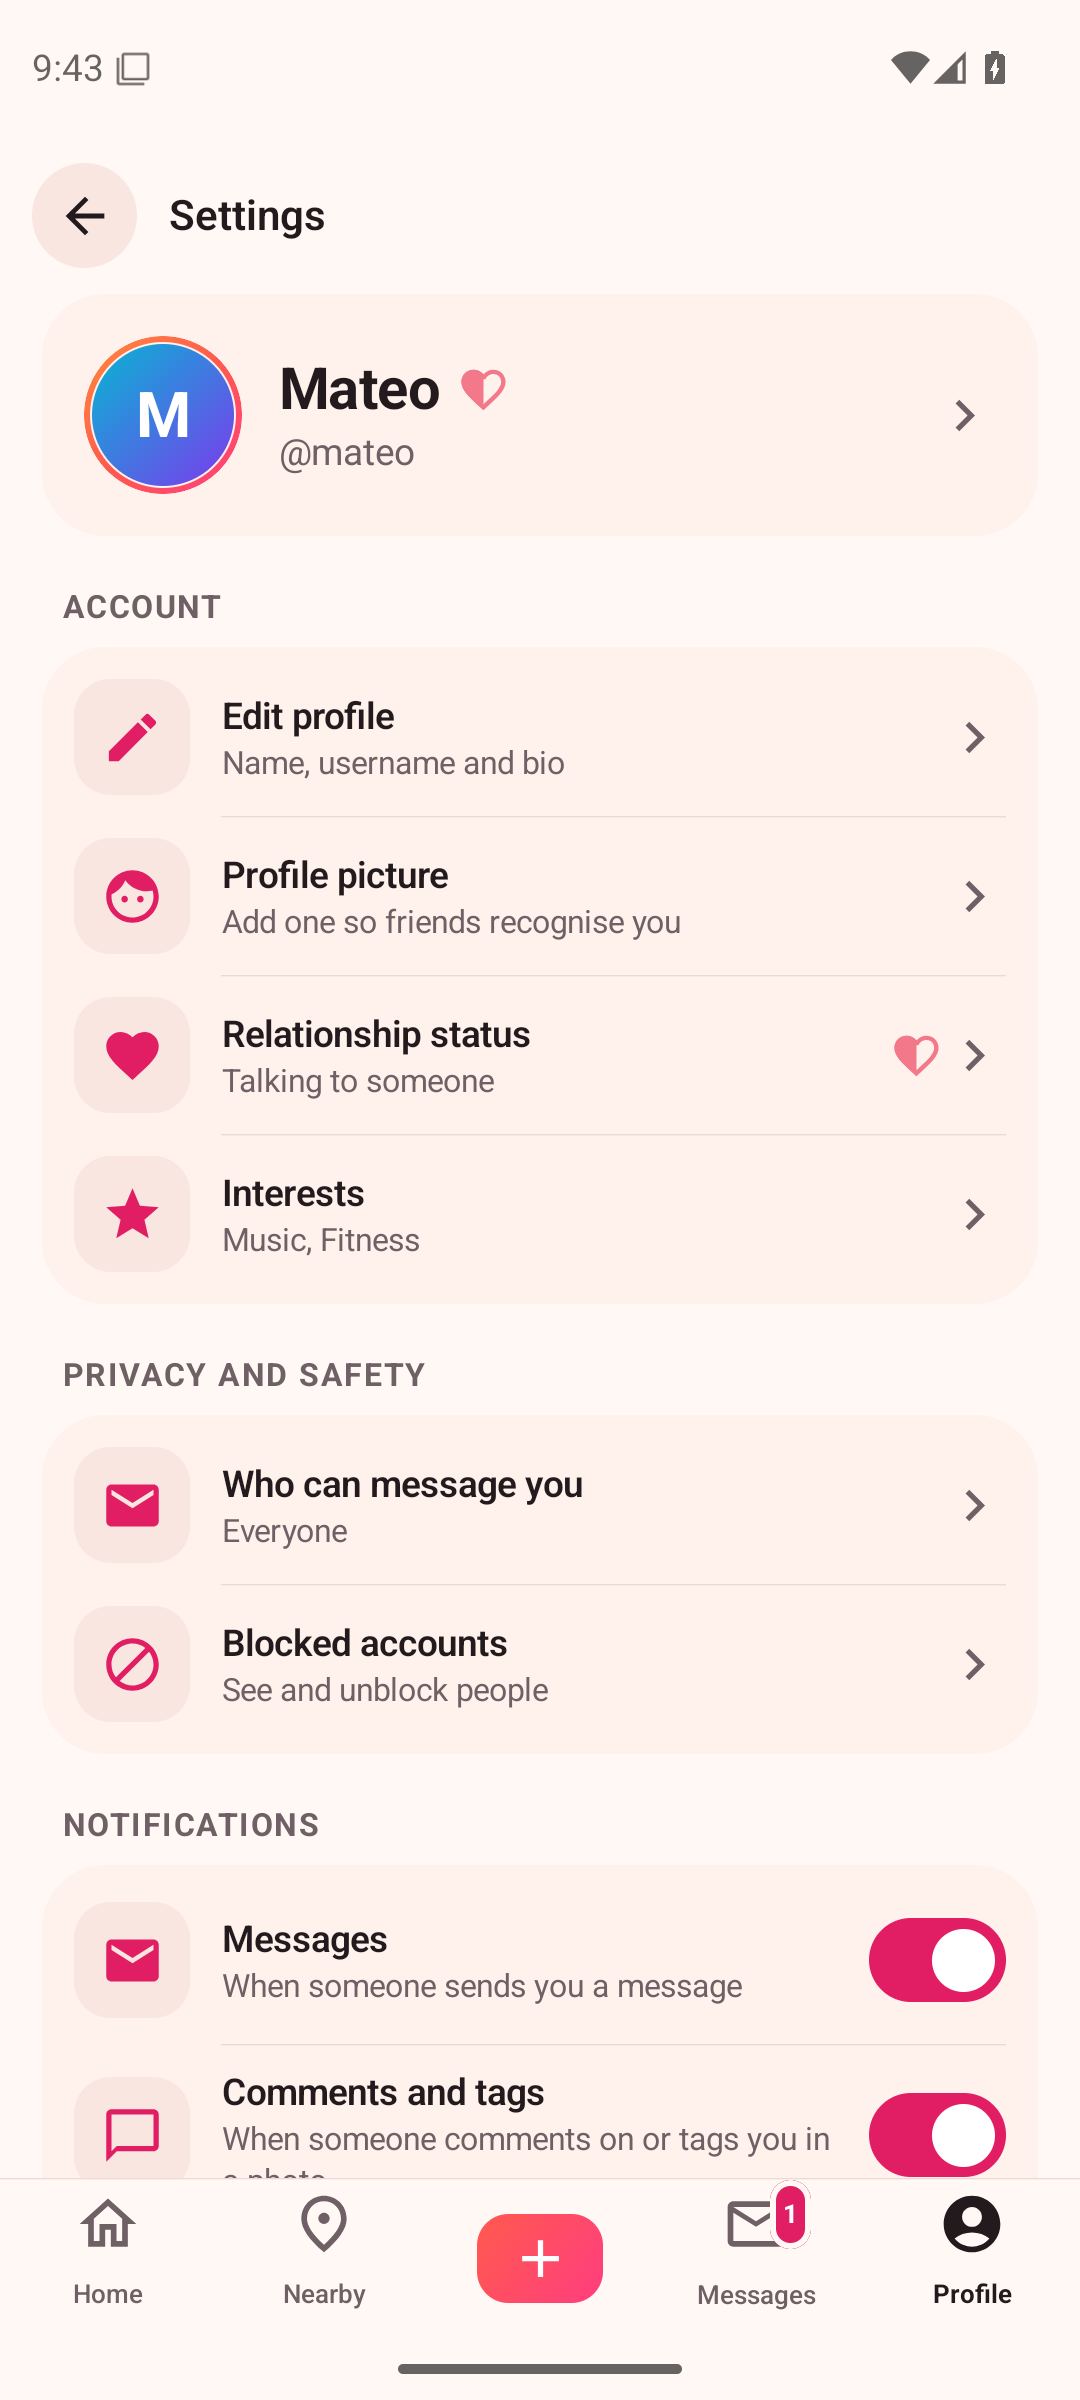 9:43
Settings
M
Mateo
@mateo
ACCOUNT
Edit profile
Name, username and bio
Profile picture
Add one so friends recognise you
Relationship status
Talking to someone
Interests
Music, Fitness
PRIVACY AND SAFETY
Who can message you
Everyone
Blocked accounts
See and unblock people
NOTIFICATIONS
Messages
When someone sends you a message
Comments and tags
When someone comments on or tags you in
a photo
1
Home
Nearby
Messages
Profile